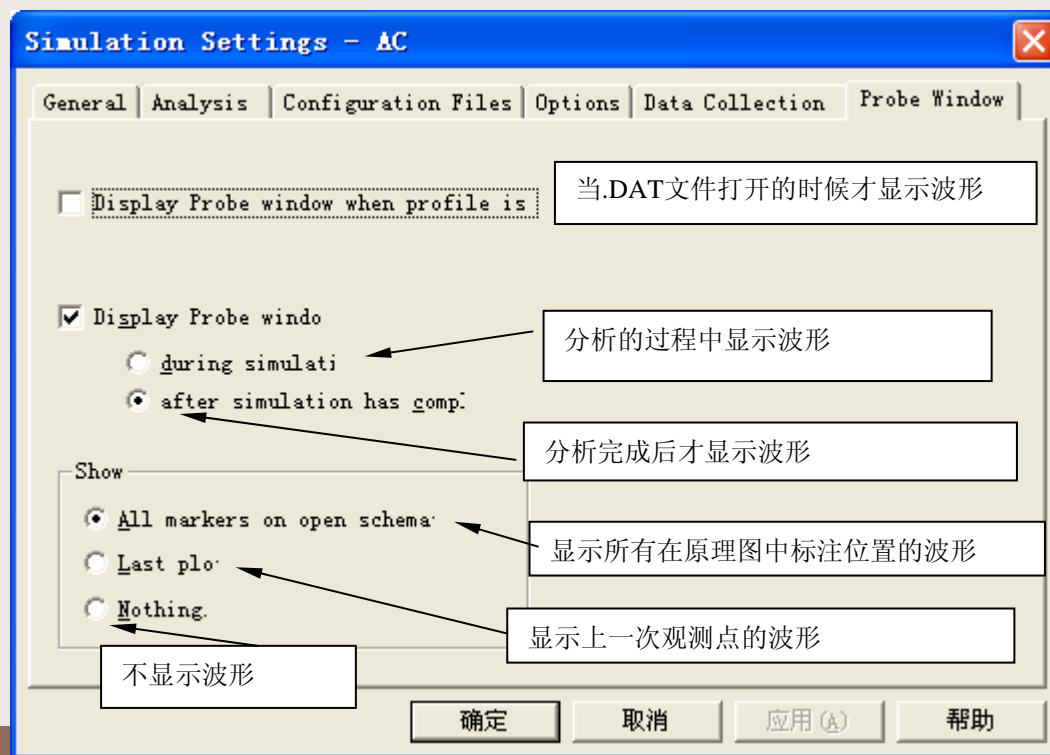 Simulation Settings - AC
General Analysis Configuration Files Options Data Collection Probe Window
Display Probe window when profile is
当.DAT文件打开的时候才显示波形
Display Probe windo
during simulati
分析的过程中显示波形
after simulation has comp
分析完成后才显示波形
Show
All markers on open schema
显示所有在原理图中标注位置的波形
Last plo
显示上一次观测点的波形
Nothing.
不显示波形
确定 取消 应用(A) 帮助